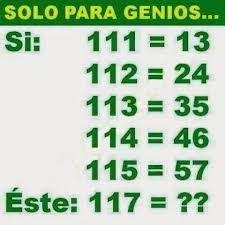 SOLO PARA GENIOS...
Si: 111 = 13
112 = 24
113 = 35
114 = 46
115 = 57
Éste: 117 = ??